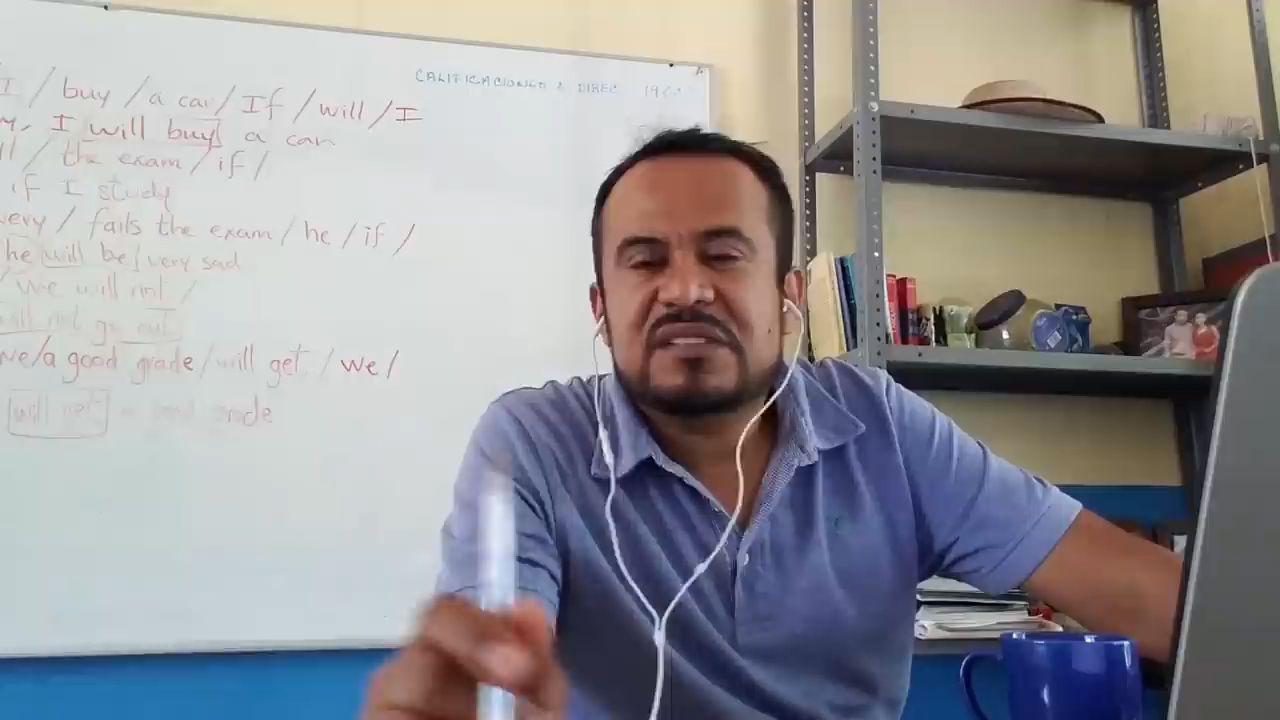 CALIFICACIONES
I / buy / a car / If / will / I
I will buy a can
/ the exam / if /
if I study
very / fails the exam / he / if /
he will be very sad
/ we will not /
will not go out
we/a good grade / will get / we /
will get a good grade